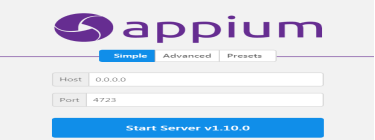 appium
Simple Advanced Presets
Host 0.0.0.0
Port 4723
Start Server v1.10.0